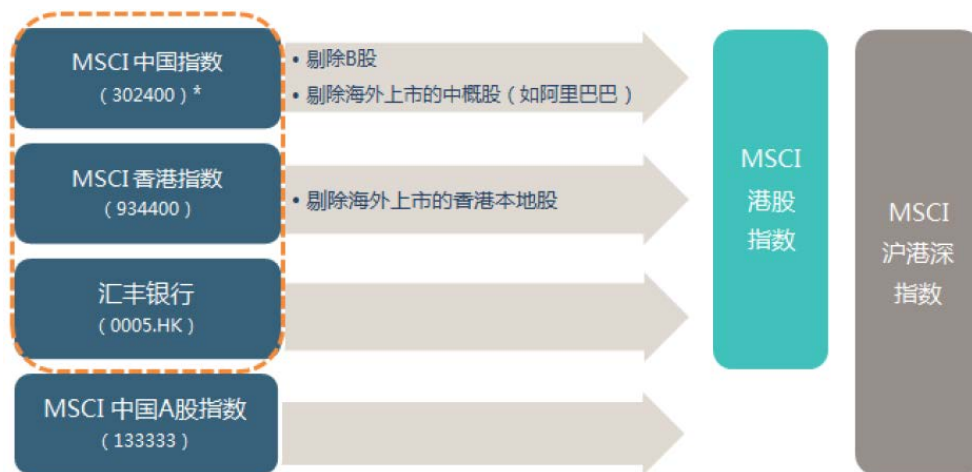 MSCI 中国指数
（302400）*
• 剔除B股
• 剔除海外上市的中概股（如阿里巴巴）
MSCI 香港指数
（934400）
• 剔除海外上市的香港本地股
汇丰银行
（0005.HK）
MSCI 中国A股指数
（133333）
MSCI
港股
指数
MSCI
沪港深
指数